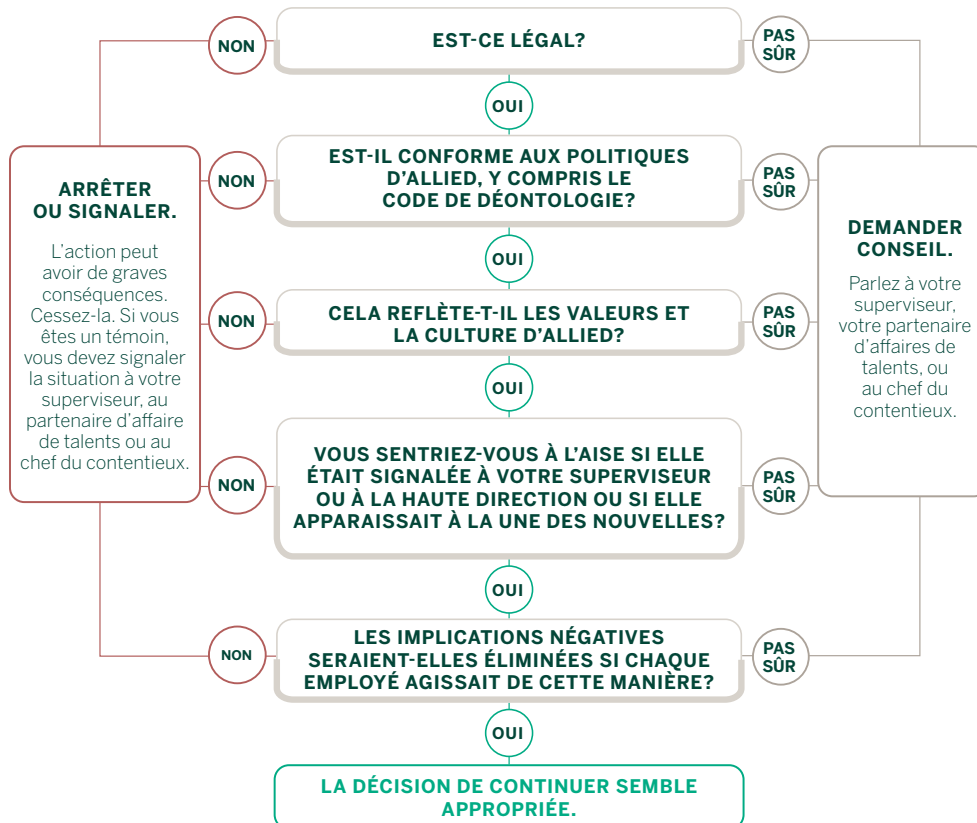 EST-CE LÉGAL?
NON
PAS
SÛR
OUI
EST-IL CONFORME AUX POLITIQUES
D'ALLIED, Y COMPRIS LE
CODE DE DÉONTOLOGIE?
NON
PAS
SÛR
OUI
ARRÊTER
OU SIGNALER.
L'action peut
avoir de graves
conséquences.
Cessez-la. Si vous
êtes un témoin,
vous devez signaler
la situation à votre
superviseur, au
partenaire d'affaire
de talents ou au
chef du contentieux.
CELA REFLÈTE-T-IL LES VALEURS ET
LA CULTURE D'ALLIED?
NON
PAS
SÛR
OUI
DEMANDER
CONSEIL.
Parlez à votre
superviseur,
votre partenaire
d'affaires de
talents, ou
au chef du
contentieux.
VOUS SENTRIEZ-VOUS À L'AISE SI ELLE
ÉTAIT SIGNALÉE À VOTRE SUPERVISEUR
OU À LA HAUTE DIRECTION OU SI ELLE
APPARAISSAIT À LA UNE DES NOUVELLES?
NON
PAS
SÛR
OUI
LES IMPLICATIONS NÉGATIVES
SERAIENT-ELLES ÉLIMINÉES SI CHAQUE
EMPLOYÉ AGISSAIT DE CETTE MANIÈRE?
NON
PAS
SÛR
OUI
LA DÉCISION DE CONTINUER SEMBLE
APPROPRIÉE.